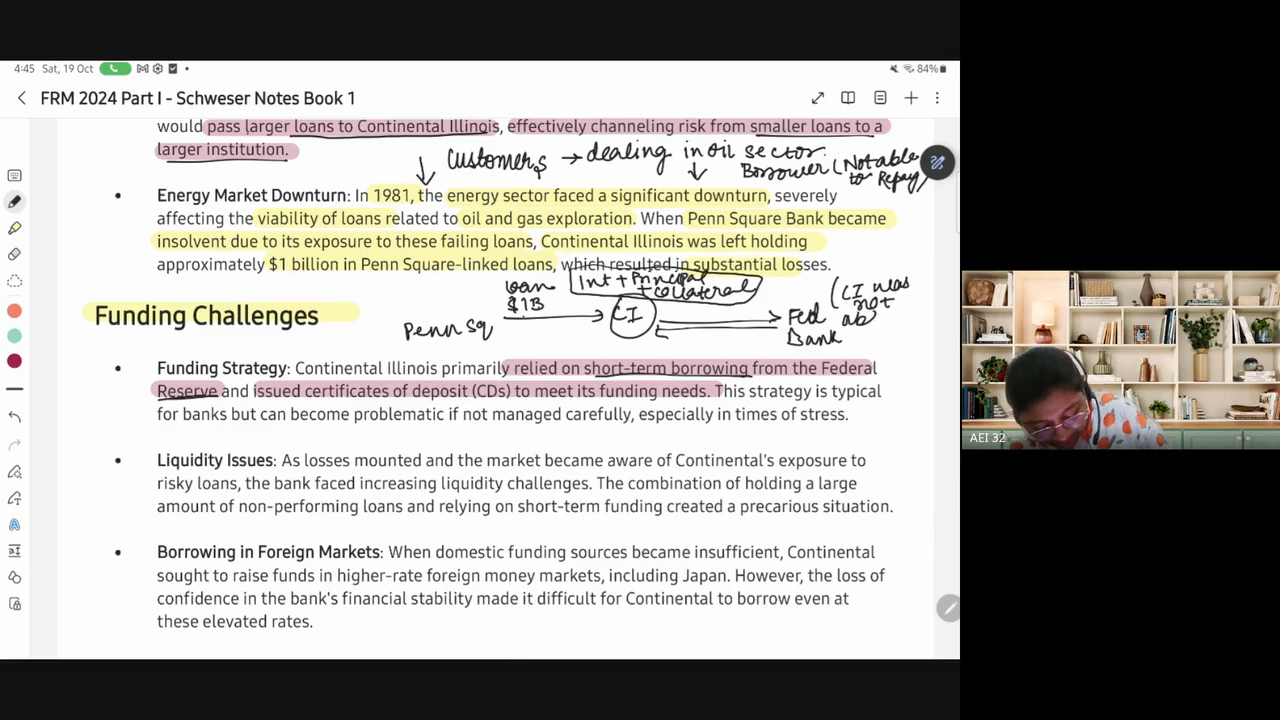 4:45 Sat, 19 Oct 84%
FRM 2024 Part I - Schweser Notes Book 1
would pass larger loans to Continental Illinois, effectively channeling risk from smaller loans to a
larger institution.
Customers → dealing in oil sector.
Borrower (Not able
to Repay)
• Energy Market Downturn: In 1981, the energy sector faced a significant downturn, severely
affecting the viability of loans related to oil and gas exploration. When Penn Square Bank became
insolvent due to its exposure to these failing loans, Continental Illinois was left holding
approximately $1 billion in Penn Square-linked loans, which resulted in substantial losses.
Int + Principal
+ Collateral
loan
$1B
Penn Sq
CI
Fed
Bank
(CI was
not
ab
Funding Challenges
• Funding Strategy: Continental Illinois primarily relied on short-term borrowing from the Federal
Reserve and issued certificates of deposit (CDs) to meet its funding needs. This strategy is typical
for banks but can become problematic if not managed carefully, especially in times of stress.
• Liquidity Issues: As losses mounted and the market became aware of Continental's exposure to
risky loans, the bank faced increasing liquidity challenges. The combination of holding a large
amount of non-performing loans and relying on short-term funding created a precarious situation.
• Borrowing in Foreign Markets: When domestic funding sources became insufficient, Continental
sought to raise funds in higher-rate foreign money markets, including Japan. However, the loss of
confidence in the bank's financial stability made it difficult for Continental to borrow even at
these elevated rates.
AEI 32